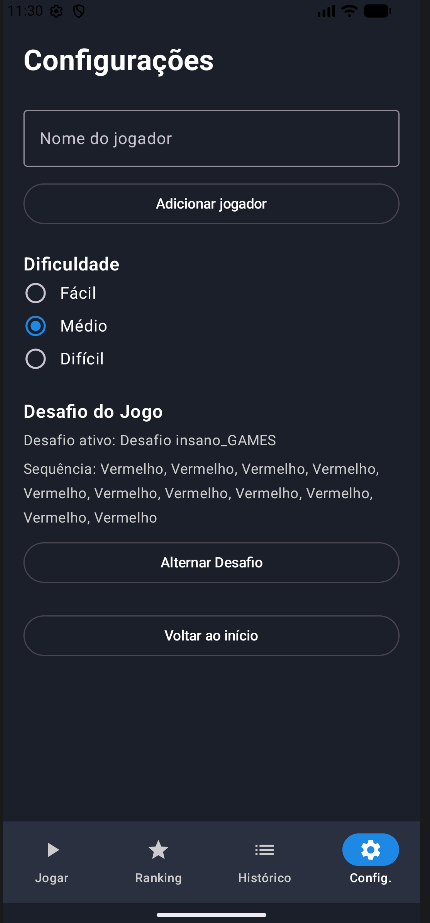 11:30
Configurações
Nome do jogador
Adicionar jogador
Dificuldade
Fácil
Médio
Difícil
Desafio do Jogo
Desafio ativo: Desafio insano_GAMES
Sequência: Vermelho, Vermelho, Vermelho, Vermelho,
Vermelho, Vermelho, Vermelho, Vermelho, Vermelho,
Vermelho, Vermelho
Alternar Desafio
Voltar ao início
Jogar
Ranking
Histórico
Config.